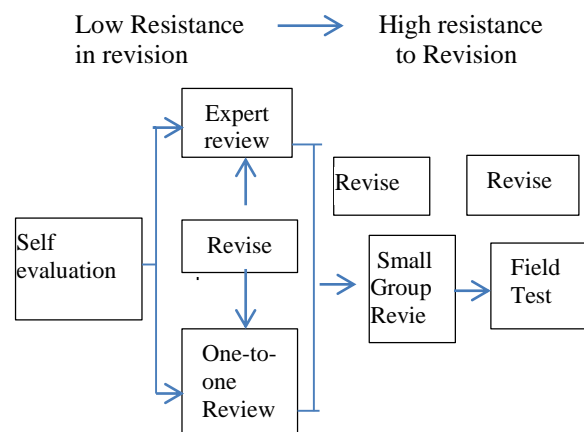 Low Resistance
in revision
High resistance
to Revision
Expert
review
Revise
Revise
Self
evaluation
Revise
.
Small
Group
Revie
Field
Test
One-to-
one
Review